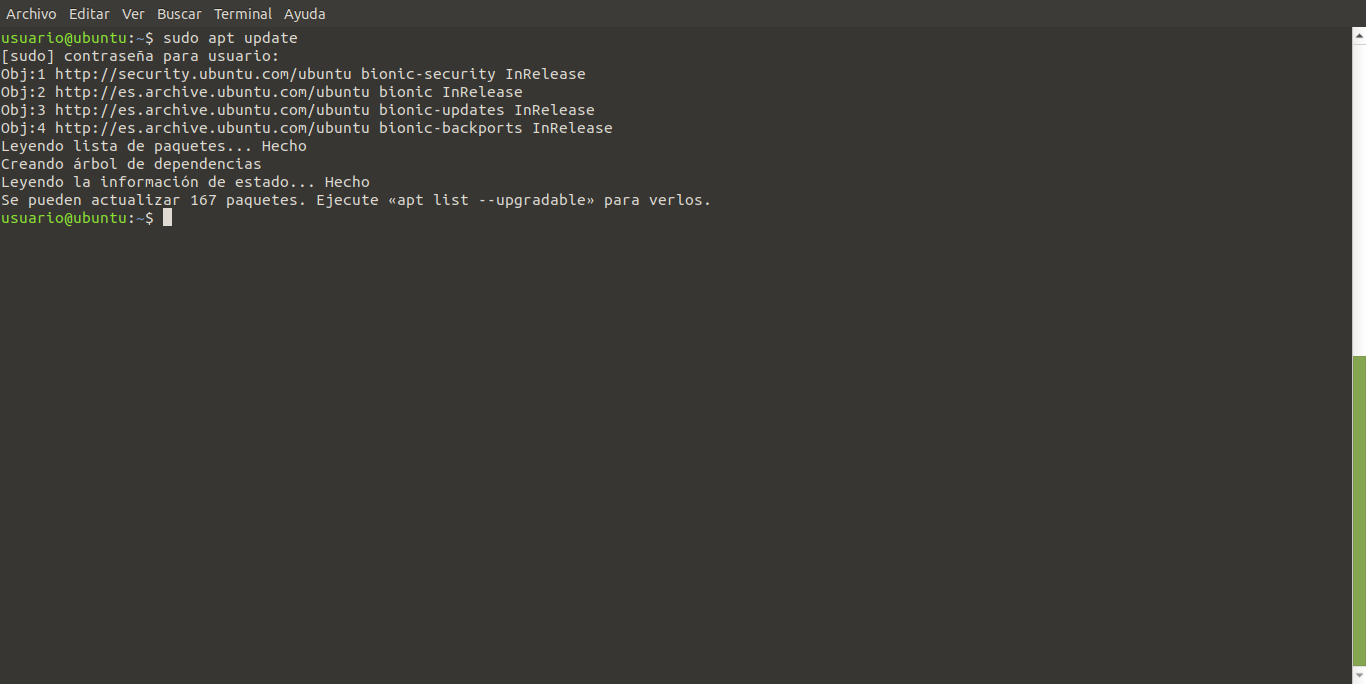 Archivo Editar Ver Buscar Terminal Ayuda
usuario@ubuntu:~$ sudo apt update
[sudo] contraseña para usuario:
Obj:1 http://security.ubuntu.com/ubuntu bionic-security InRelease
Obj:2 http://es.archive.ubuntu.com/ubuntu bionic InRelease
Obj:3 http://es.archive.ubuntu.com/ubuntu bionic-updates InRelease
Obj:4 http://es.archive.ubuntu.com/ubuntu bionic-backports InRelease
Leyendo lista de paquetes... Hecho
Creando árbol de dependencias
Leyendo la información de estado... Hecho
Se pueden actualizar 167 paquetes. Ejecute «apt list --upgradable» para verlos.
usuario@ubuntu:~$